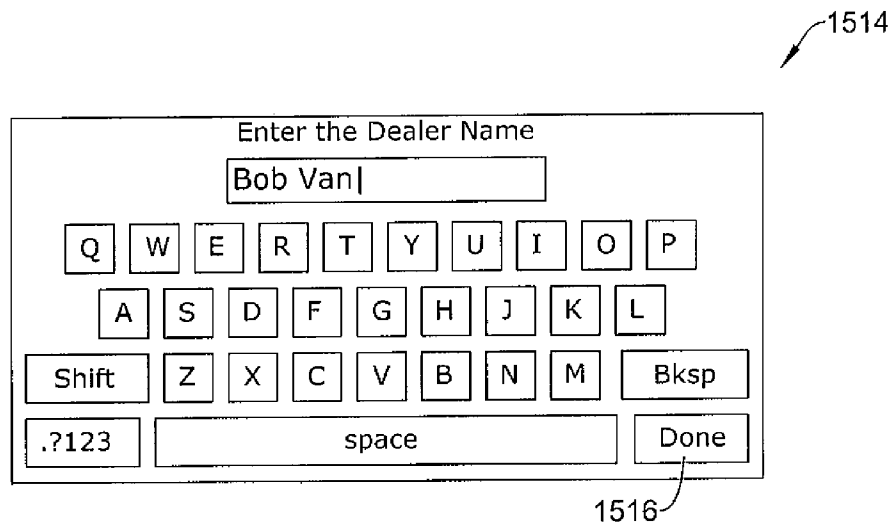 1514
Enter the Dealer Name
Bob Van|
Q W E R T Y U I O P
A S D F G H J K L
Shift Z X C V B N M Bksp
.?123 space Done
1516